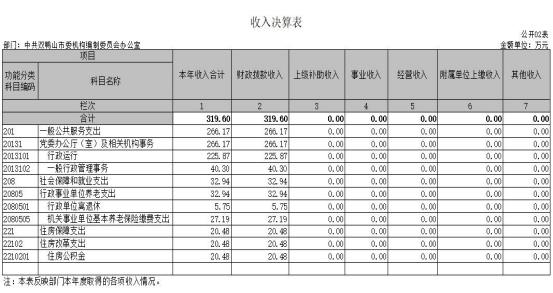 收入决算表
公开02表
部门：中共双鸭山市委机构编制委员会办公室 金额单位：万元
项目 本年收入合计 财政拨款收入 上级补助收入 事业收入 经营收入 附属单位上缴收入 其他收入
功能分类科目编码 科目名称
栏次 1 2 3 4 5 6 7
合计 319.60 319.60 0.00 0.00 0.00 0.00 0.00
201 一般公共服务支出 266.17 266.17 0.00 0.00 0.00 0.00 0.00
20131 党委办公厅（室）及相关机构事务 266.17 266.17 0.00 0.00 0.00 0.00 0.00
2013101 行政运行 225.87 225.87 0.00 0.00 0.00 0.00 0.00
2013102 一般行政管理事务 40.30 40.30 0.00 0.00 0.00 0.00 0.00
208 社会保障和就业支出 32.94 32.94 0.00 0.00 0.00 0.00 0.00
20805 行政事业单位养老支出 32.94 32.94 0.00 0.00 0.00 0.00 0.00
2080501 行政单位离退休 5.75 5.75 0.00 0.00 0.00 0.00 0.00
2080505 机关事业单位基本养老保险缴费支出 27.19 27.19 0.00 0.00 0.00 0.00 0.00
221 住房保障支出 20.48 20.48 0.00 0.00 0.00 0.00 0.00
22102 住房改革支出 20.48 20.48 0.00 0.00 0.00 0.00 0.00
2210201 住房公积金 20.48 20.48 0.00 0.00 0.00 0.00 0.00
注：本表反映部门本年度取得的各项收入情况。